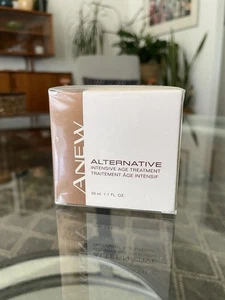 ANEW
ALTERNATIVE
INTENSIVE AGE TREATMENT
TRAITEMENT ÂGE INTENSIF
50 ml 1.7 FL. OZ.